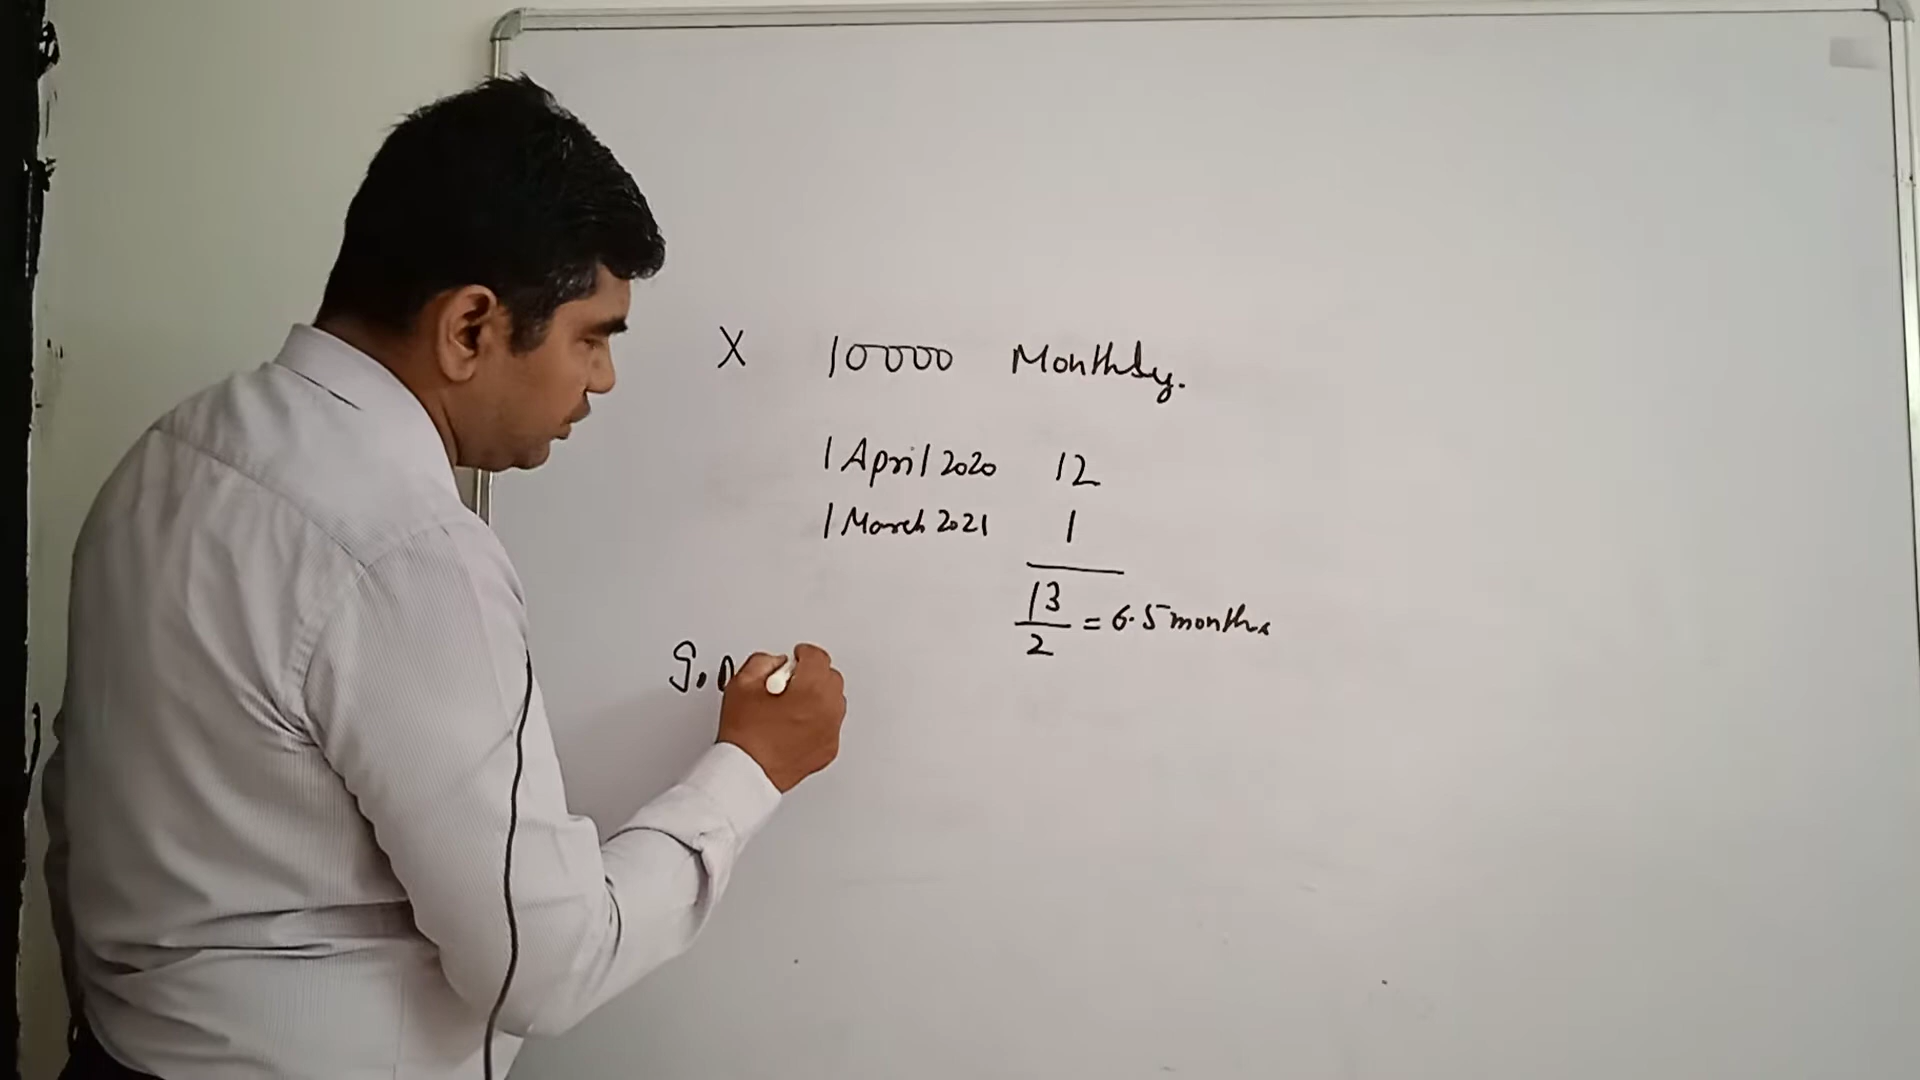 X 10000 Monthly.
1 April 2020 12
1 March 2021 1
13
2 = 6.5 months